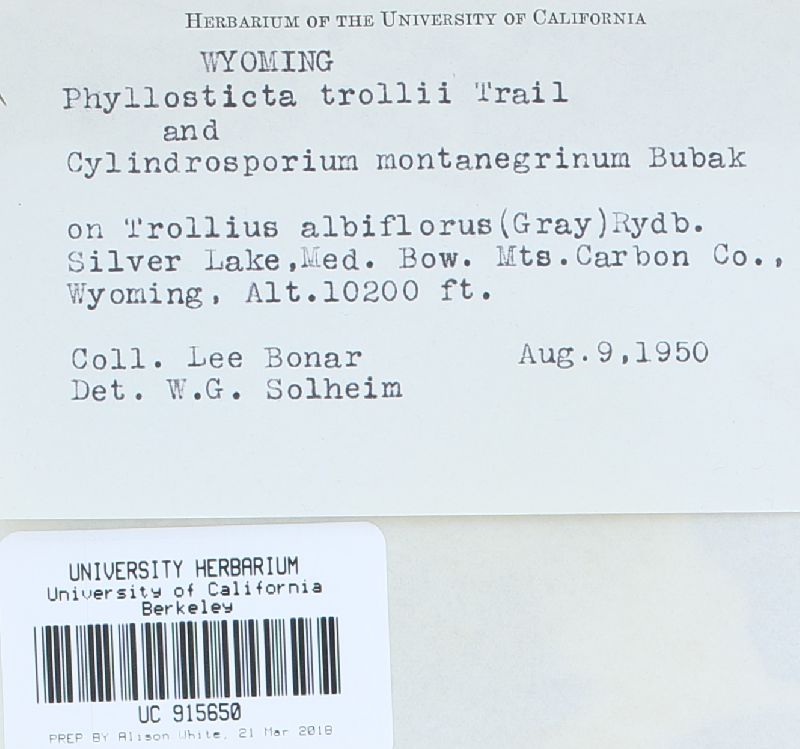 HERBARIUM OF THE UNIVERSITY OF CALIFORNIA
WYOMING
Phyllosticta trollii Trail
and
Cylindrosporium montanegrinum Bubak
on Trollius albiflorus(Gray)Rydb.
Silver Lake,Med. Bow. Mts.Carbon Co.,
Wyoming, Alt.10200 ft.
Coll. Lee Bonar Aug.9,1950
Det. W.G. Solheim
UNIVERSITY HERBARIUM
University of California
Berkeley
UC 915650
PREP BY Alison White, 21 Mar 2018